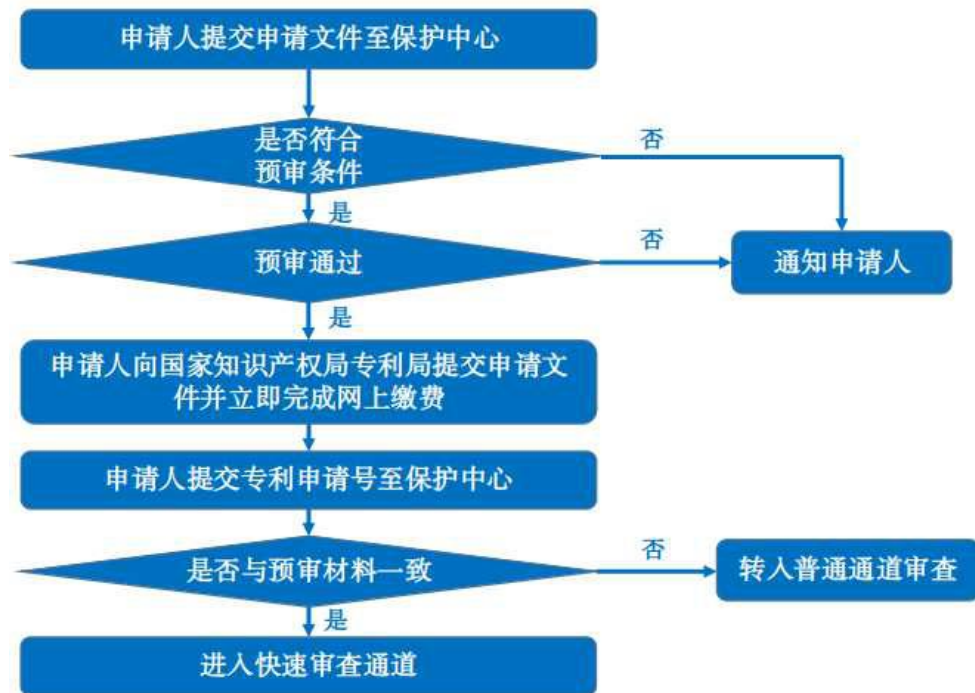 申请人提交申请文件至保护中心
是否符合
预审条件
否
是
预审通过
否
通知申请人
是
申请人向国家知识产权局专利局提交申请文
件并立即完成网上缴费
申请人提交专利申请号至保护中心
是否与预审材料一致
否
转入普通通道审查
是
进入快速审查通道